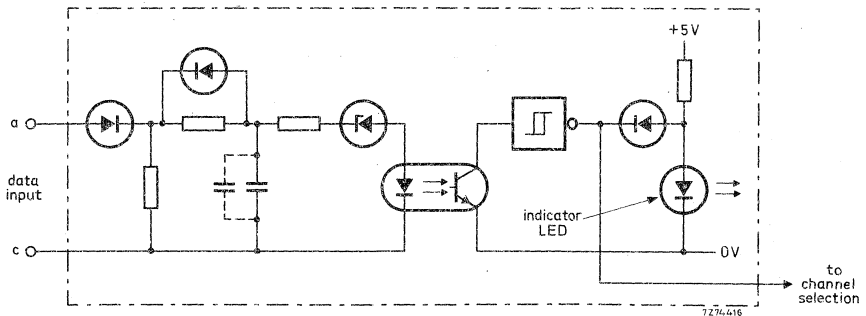 +5V
a
data
input
c
indicator
LED
0V
to
channel
selection
7Z74416